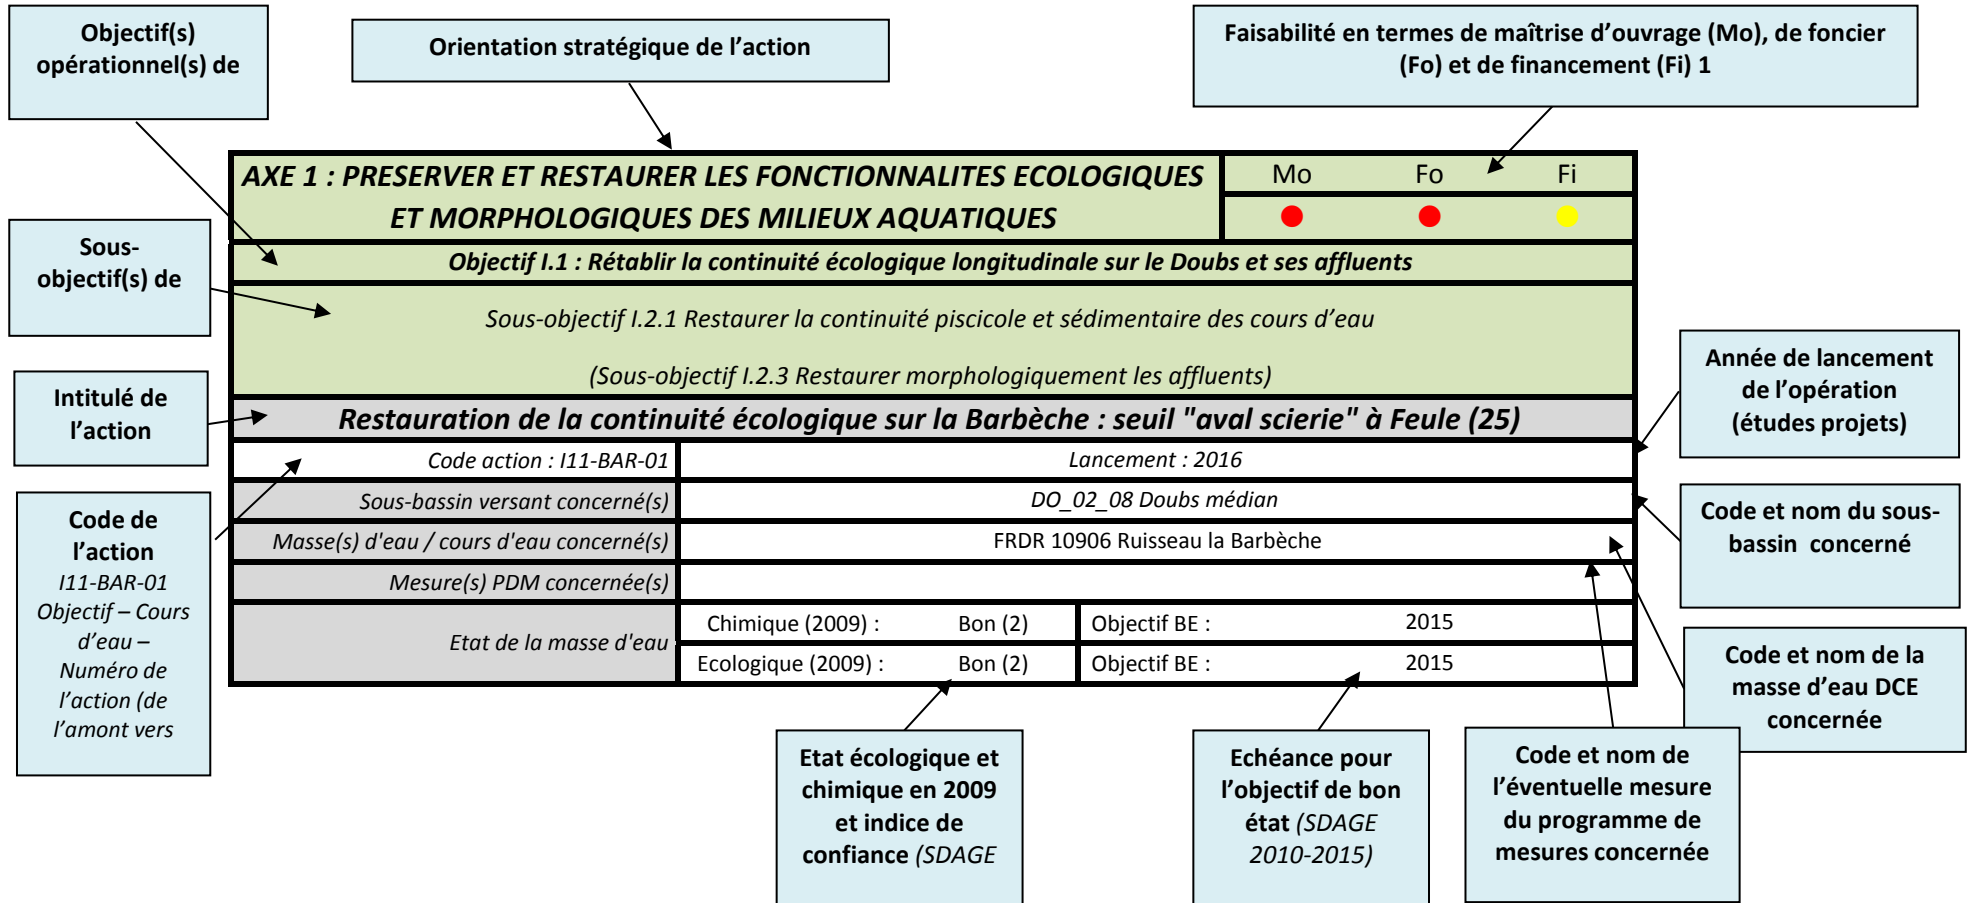 Objectif(s)
opérationnel(s) de
Orientation stratégique de l'action
Faisabilité en termes de maîtrise d'ouvrage (Mo), de foncier
(Fo) et de financement (Fi) 1
AXE 1 : PRESERVER ET RESTAURER LES FONCTIONNALITES ECOLOGIQUES
ET MORPHOLOGIQUES DES MILIEUX AQUATIQUES
Mo Fo Fi
Objectif I.1 : Rétablir la continuité écologique longitudinale sur le Doubs et ses affluents
Sous-
objectif(s) de
Sous-objectif I.2.1 Restaurer la continuité piscicole et sédimentaire des cours d'eau
(Sous-objectif I.2.3 Restaurer morphologiquement les affluents)
Intitulé de
l'action
Restauration de la continuité écologique sur la Barbèche : seuil "aval scierie" à Feule (25)
Année de lancement
de l'opération
(études projets)
Code action : I11-BAR-01 Lancement : 2016
Sous-bassin versant concerné(s) DO_02_08 Doubs médian
Masse(s) d'eau / cours d'eau concerné(s) FRDR 10906 Ruisseau la Barbèche
Mesure(s) PDM concernée(s)
Etat de la masse d'eau
Chimique (2009) : Bon (2) Objectif BE : 2015
Ecologique (2009) : Bon (2) Objectif BE : 2015
Code de
l'action
I11-BAR-01
Objectif – Cours
d'eau –
Numéro de
l'action (de
l'amont vers
Code et nom du sous-
bassin concerné
Code et nom de la
masse d'eau DCE
concernée
Etat écologique et
chimique en 2009
et indice de
confiance (SDAGE
Echéance pour
l'objectif de bon
état (SDAGE
2010-2015)
Code et nom de
l'éventuelle mesure
du programme de
mesures concernée